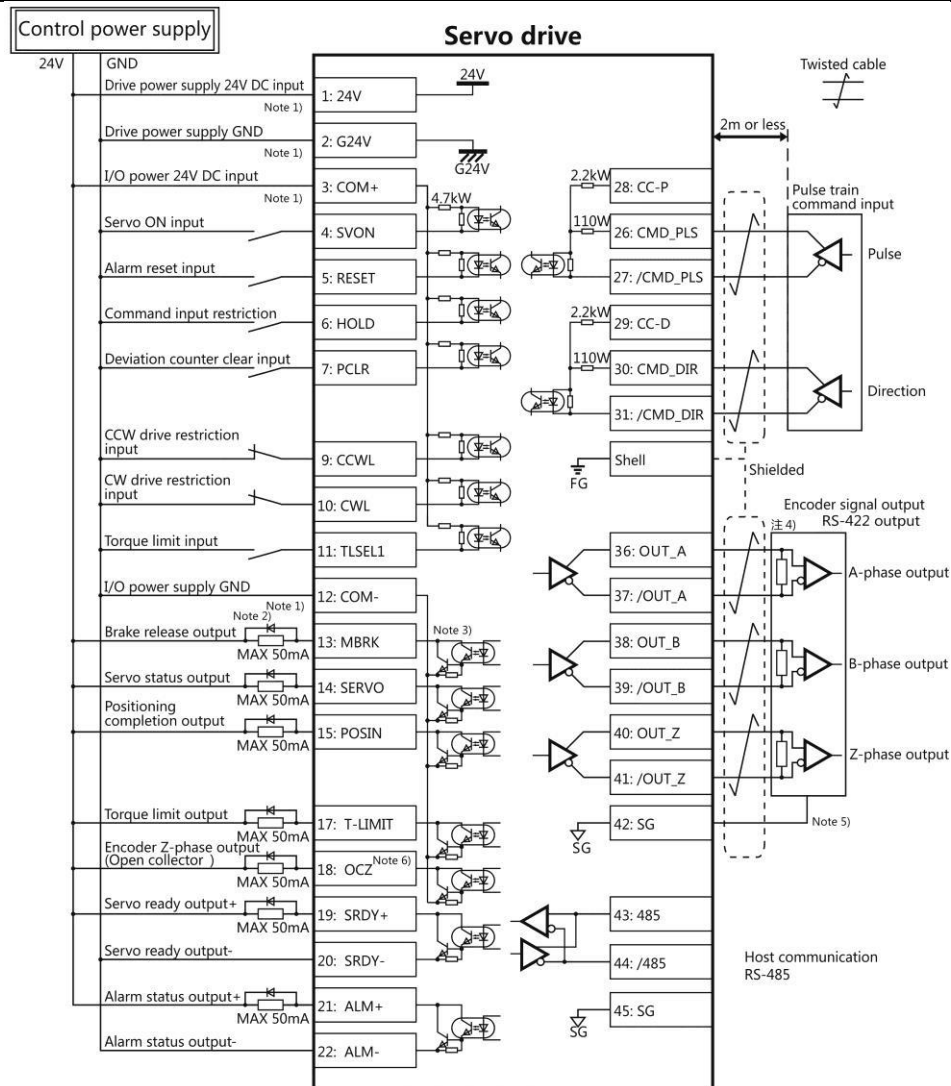 Control power supply
Servo drive
24V
GND
Drive power supply 24V DC input
Note 1)
1: 24V
24V
Drive power supply GND
Note 1)
2: G24V
G24V
I/O power 24V DC input
Note 1)
3: COM+
4.7kW
Servo ON input
4: SVON
Alarm reset input
5: RESET
Command input restriction
6: HOLD
Deviation counter clear input
7: PCLR
CCW drive restriction
input
9: CCWL
CW drive restriction
input
10: CWL
Torque limit input
11: TLSEL1
I/O power supply GND
Note 1)
12: COM-
Brake release output
Note 2)
MAX 50mA
13: MBRK
Note 3)
Servo status output
MAX 50mA
14: SERVO
Positioning
completion output
MAX 50mA
15: POSIN
Torque limit output
MAX 50mA
17: T-LIMIT
Encoder Z-phase output
(Open collector )
MAX 50mA
18: OCZ Note 6)
Servo ready output+
MAX 50mA
19: SRDY+
Servo ready output-
20: SRDY-
Alarm status output+
MAX 50mA
21: ALM+
Alarm status output-
22: ALM-
Twisted cable
2m or less
2.2kW
28: CC-P
Pulse train
command input
110W
26: CMD_PLS
Pulse
27: /CMD_PLS
2.2kW
29: CC-D
110W
30: CMD_DIR
Direction
31: /CMD_DIR
Shell
FG
Shielded
Encoder signal output
RS-422 output
注 4)
36: OUT_A
A-phase output
37: /OUT_A
38: OUT_B
B-phase output
39: /OUT_B
40: OUT_Z
Z-phase output
41: /OUT_Z
42: SG
SG
Note 5)
43: 485
44: /485
Host communication
RS-485
45: SG
SG